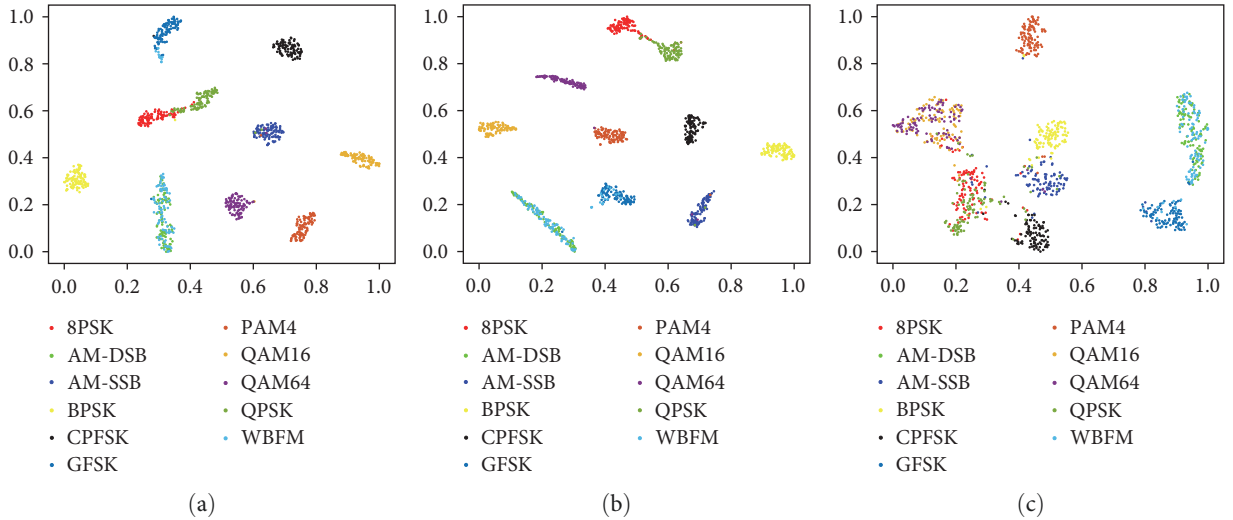 1.0
0.8
0.6
0.4
0.2
0.0
0.0 0.2 0.4 0.6 0.8 1.0
8PSK PAM4
AM-DSB QAM16
AM-SSB QAM64
BPSK QPSK
CPFSK WBFM
GFSK
(a)
1.0
0.8
0.6
0.4
0.2
0.0
0.0 0.2 0.4 0.6 0.8 1.0
8PSK PAM4
AM-DSB QAM16
AM-SSB QAM64
BPSK QPSK
CPFSK WBFM
GFSK
(b)
1.0
0.8
0.6
0.4
0.2
0.0
0.0 0.2 0.4 0.6 0.8 1.0
8PSK PAM4
AM-DSB QAM16
AM-SSB QAM64
BPSK QPSK
CPFSK WBFM
GFSK
(c)